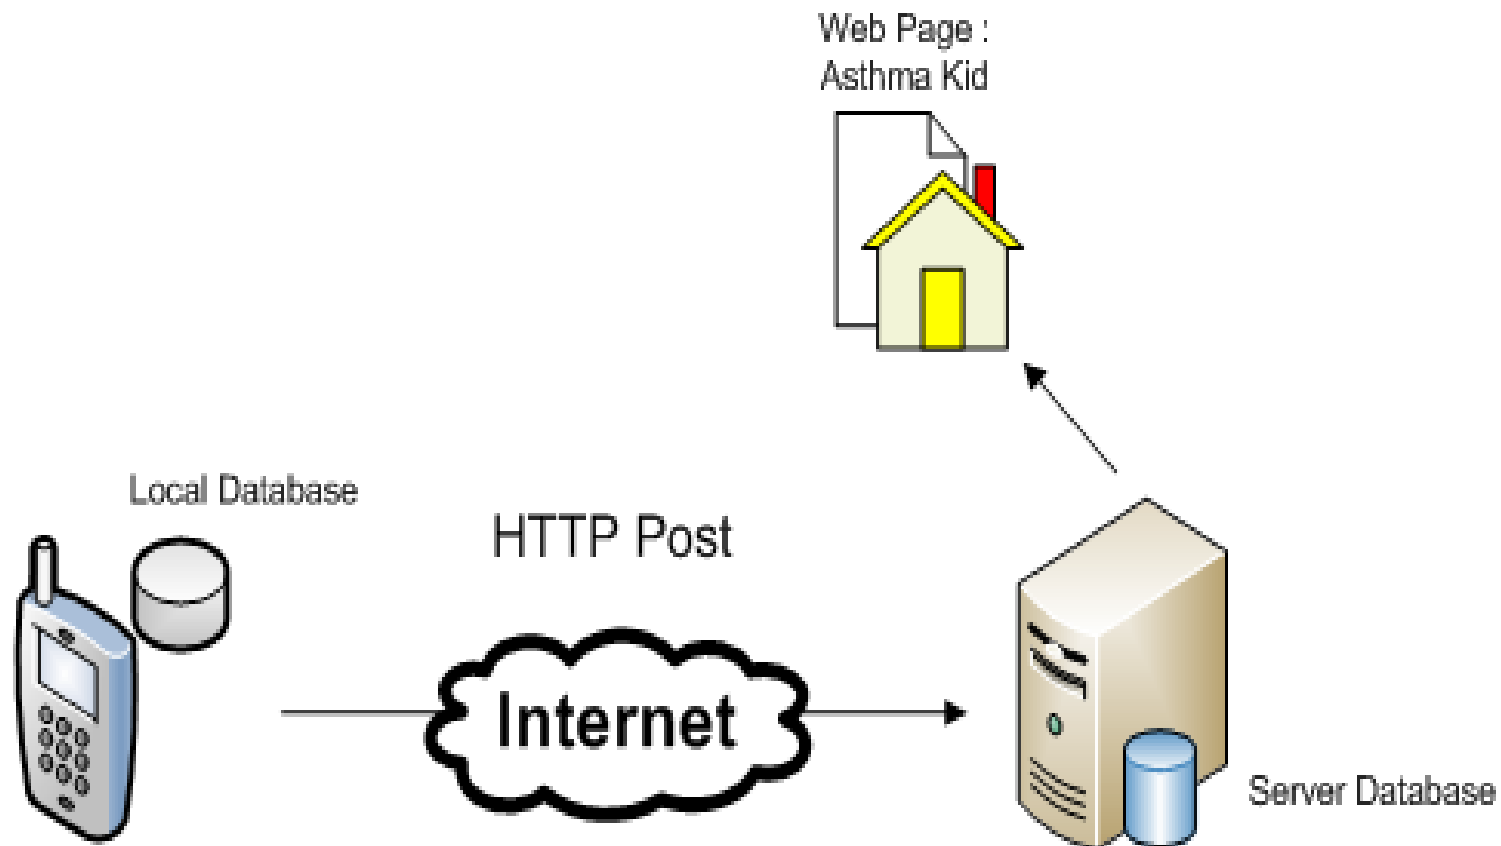 Web Page :
Asthma Kid
Local Database
HTTP Post
Internet
Server Database